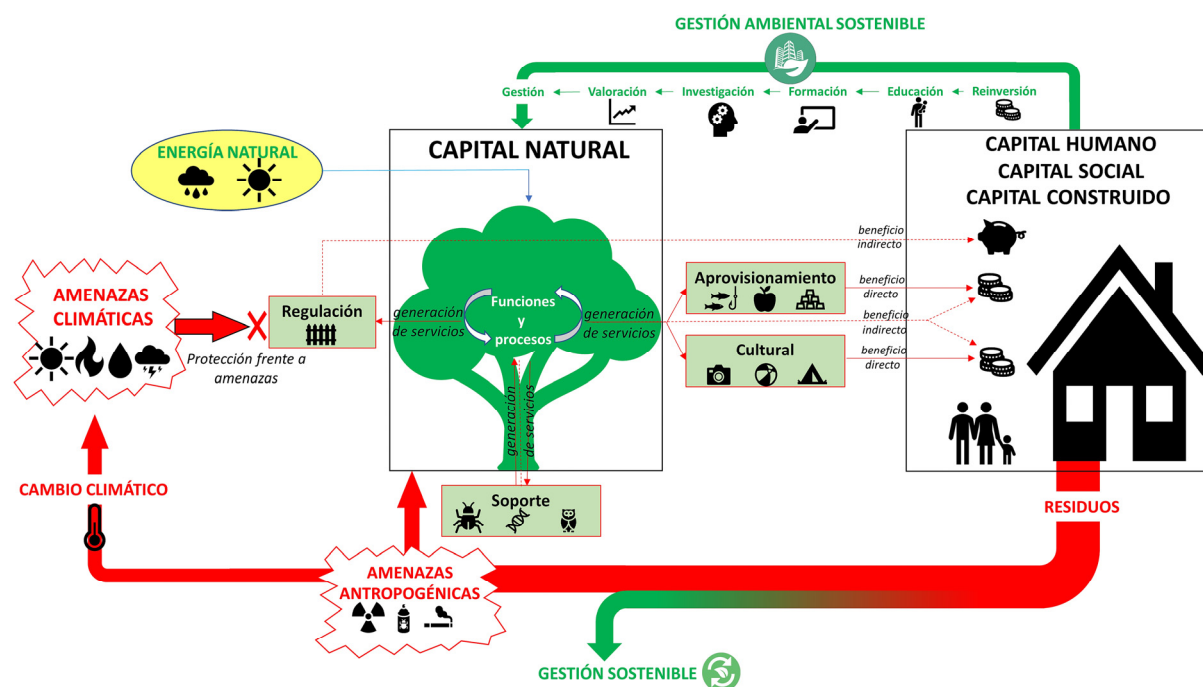 GESTIÓN AMBIENTAL SOSTENIBLE
Gestión
Valoración
Investigación
Formación
Educación
Reinversión
ENERGÍA NATURAL
CAPITAL NATURAL
CAPITAL HUMANO
CAPITAL SOCIAL
CAPITAL CONSTRUIDO
beneficio
indirecto
AMENAZAS
CLIMÁTICAS
Protección frente a
amenazas
Regulación
generación
de servicios
Funciones
y
procesos
generación
de servicios
Aprovisionamiento
beneficio
directo
beneficio
indirecto
Cultural
beneficio
directo
generación
de servicios
Soporte
CAMBIO CLIMÁTICO
RESIDUOS
AMENAZAS
ANTROPOGÉNICAS
GESTIÓN SOSTENIBLE